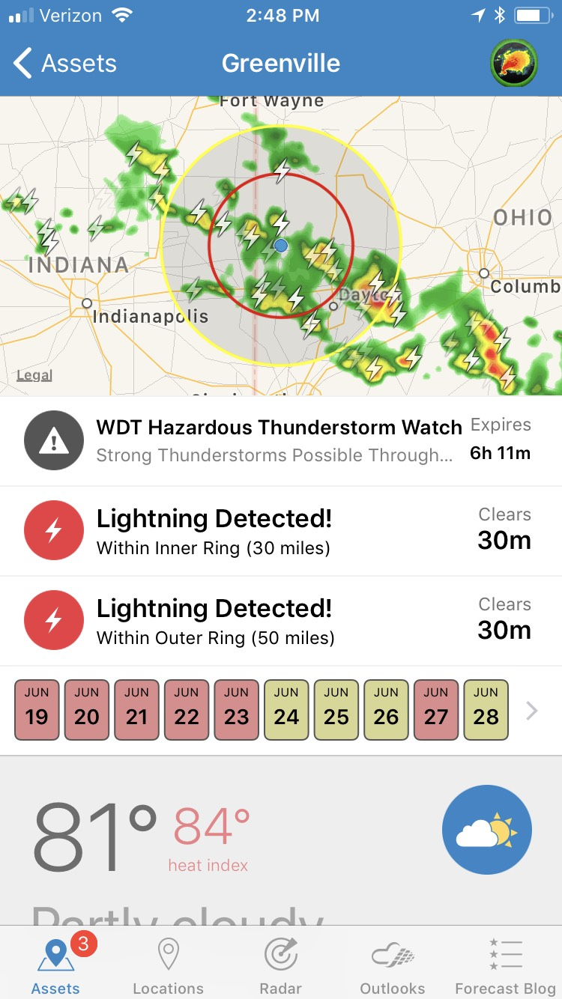 Verizon 2:48 PM
Assets Greenville
Fort Wayne
OHIO
INDIANA
Columb
Indianapolis
Legal
WDT Hazardous Thunderstorm Watch Expires
Strong Thunderstorms Possible Through... 6h 11m
Lightning Detected! Clears
Within Inner Ring (30 miles) 30m
Lightning Detected! Clears
Within Outer Ring (50 miles) 30m
JUN JUN JUN JUN JUN JUN JUN JUN JUN JUN
19 20 21 22 23 24 25 26 27 28
81° 84°
heat index
Partly cloudy
3
Assets Locations Radar Outlooks Forecast Blog